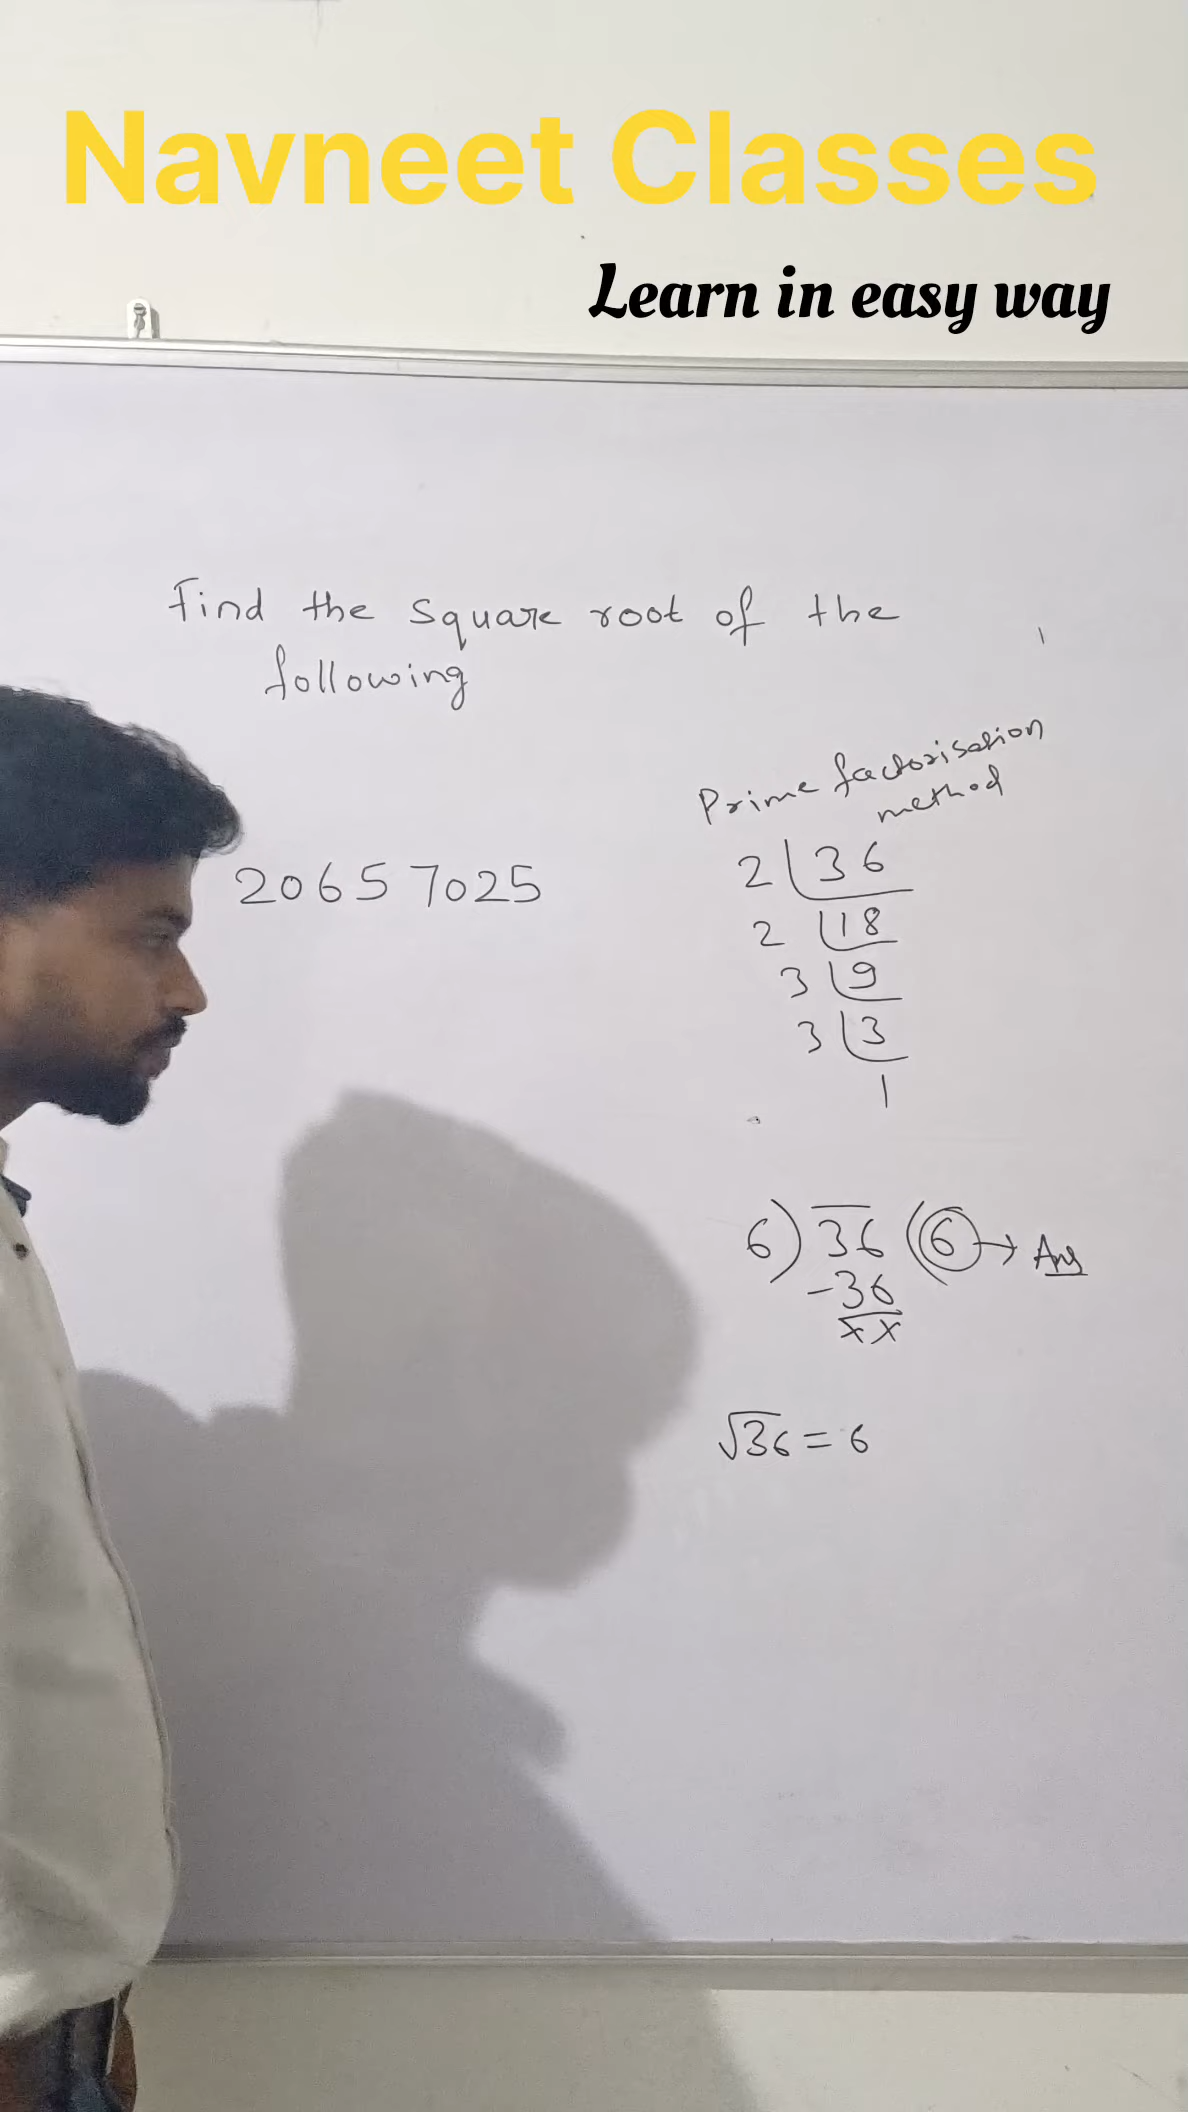 Navneet Classes
Learn in easy way
Find the square root of the
following
Prime factorisation
method
20657025
2 36
2 18
3 9
3 3
1
6) 36 (6 → Ans
-36
xx
√36 = 6